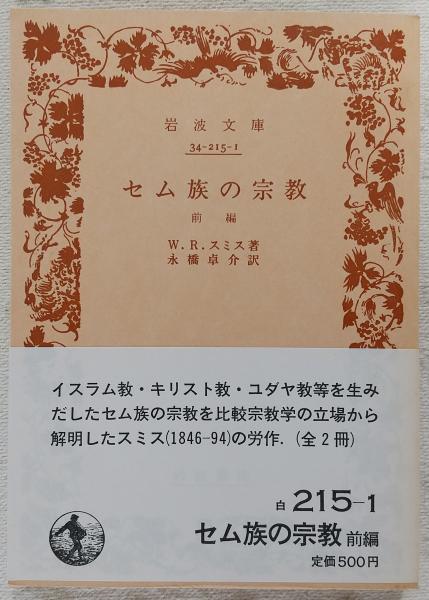 岩波文庫
34-215-1
セム族の宗教
前編
W.R.スミス著
永橋卓介訳
イスラム教・キリスト教・ユダヤ教等を生み
だしたセム族の宗教を比較宗教学の立場から
解明したスミス(1846-94)の労作.(全2冊)
白 215-1
セム族の宗教 前編
定価500円